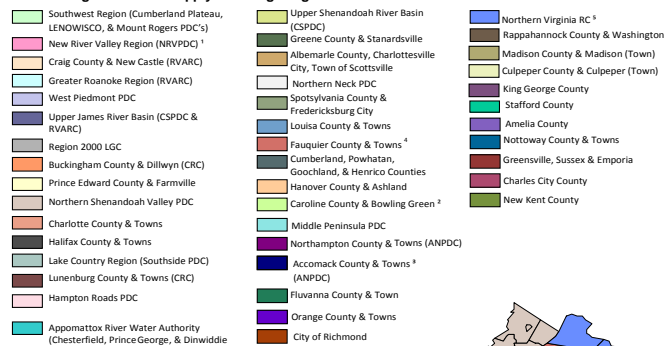 Southwest Region (Cumberland Plateau,
LENOWISCO, & Mount Rogers PDC's)
New River Valley Region (NRVPDC) ¹
Craig County & New Castle (RVARC)
Greater Roanoke Region (RVARC)
West Piedmont PDC
Upper James River Basin (CSPDC &
RVARC)
Region 2000 LGC
Buckingham County & Dillwyn (CRC)
Prince Edward County & Farmville
Northern Shenandoah Valley PDC
Charlotte County & Towns
Halifax County & Towns
Lake Country Region (Southside PDC)
Lunenburg County & Towns (CRC)
Hampton Roads PDC
Appomattox River Water Authority
(Chesterfield, PrinceGeorge, & Dinwiddie
Upper Shenandoah River Basin
(CSPDC)
Greene County & Stanardsville
Albemarle County, Charlottesville
City, Town of Scottsville
Northern Neck PDC
Spotsylvania County &
Fredericksburg City
Louisa County & Towns
Fauquier County & Towns ⁴
Cumberland, Powhatan,
Goochland, & Henrico Counties
Hanover County & Ashland
Caroline County & Bowling Green ²
Middle Peninsula PDC
Northampton County & Towns (ANPDC)
Accomack County & Towns ³
(ANPDC)
Fluvanna County & Town
Orange County & Towns
City of Richmond
Northern Virginia RC ⁵
Rappahannock County & Washington
Madison County & Madison (Town)
Culpeper County & Culpeper (Town)
King George County
Stafford County
Amelia County
Nottoway County & Towns
Greensville, Sussex & Emporia
Charles City County
New Kent County